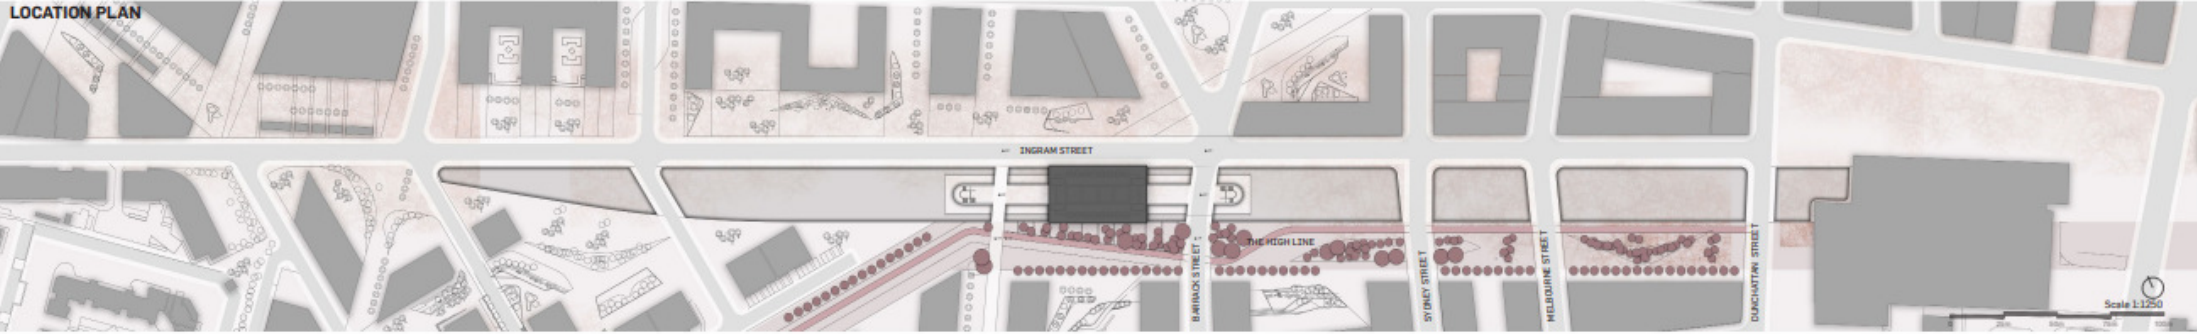 LOCATION PLAN
INGRAM STREET
THE HIGH LINE
BARRACK STREET
SYDNEY STREET
MELBOURNE STREET
DUNCHATTAN STREET
Scale 1:1250